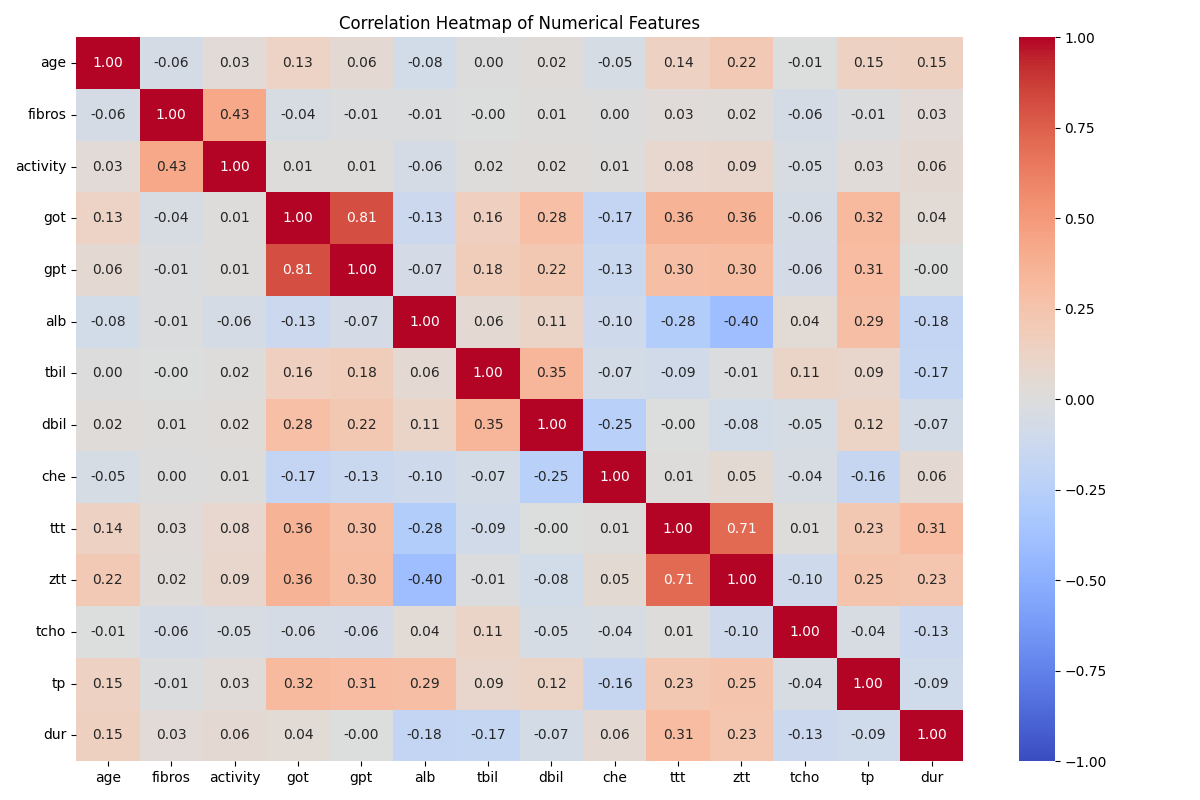 Correlation Heatmap of Numerical Features
age 1.00 -0.06 0.03 0.13 0.06 -0.08 0.00 0.02 -0.05 0.14 0.22 -0.01 0.15 0.15
fibros -0.06 1.00 0.43 -0.04 -0.01 -0.01 -0.00 0.01 0.00 0.03 0.02 -0.06 -0.01 0.03
activity 0.03 0.43 1.00 0.01 0.01 -0.06 0.02 0.02 0.01 0.08 0.09 -0.05 0.03 0.06
got 0.13 -0.04 0.01 1.00 0.81 -0.13 0.16 0.28 -0.17 0.36 0.36 -0.06 0.32 0.04
gpt 0.06 -0.01 0.01 0.81 1.00 -0.07 0.18 0.22 -0.13 0.30 0.30 -0.06 0.31 -0.00
alb -0.08 -0.01 -0.06 -0.13 -0.07 1.00 0.06 0.11 -0.10 -0.28 -0.40 0.04 0.29 -0.18
tbil 0.00 -0.00 0.02 0.16 0.18 0.06 1.00 0.35 -0.07 -0.09 -0.01 0.11 0.09 -0.17
dbil 0.02 0.01 0.02 0.28 0.22 0.11 0.35 1.00 -0.25 -0.00 -0.08 -0.05 0.12 -0.07
che -0.05 0.00 0.01 -0.17 -0.13 -0.10 -0.07 -0.25 1.00 0.01 0.05 -0.04 -0.16 0.06
ttt 0.14 0.03 0.08 0.36 0.30 -0.28 -0.09 -0.00 0.01 1.00 0.71 0.01 0.23 0.31
ztt 0.22 0.02 0.09 0.36 0.30 -0.40 -0.01 -0.08 0.05 0.71 1.00 -0.10 0.25 0.23
tcho -0.01 -0.06 -0.05 -0.06 -0.06 0.04 0.11 -0.05 -0.04 0.01 -0.10 1.00 -0.04 -0.13
tp 0.15 -0.01 0.03 0.32 0.31 0.29 0.09 0.12 -0.16 0.23 0.25 -0.04 1.00 -0.09
dur 0.15 0.03 0.06 0.04 -0.00 -0.18 -0.17 -0.07 0.06 0.31 0.23 -0.13 -0.09 1.00
age fibros activity got gpt alb tbil dbil che ttt ztt tcho tp dur
1.00
0.75
0.50
0.25
0.00
−0.25
−0.50
−0.75
−1.00